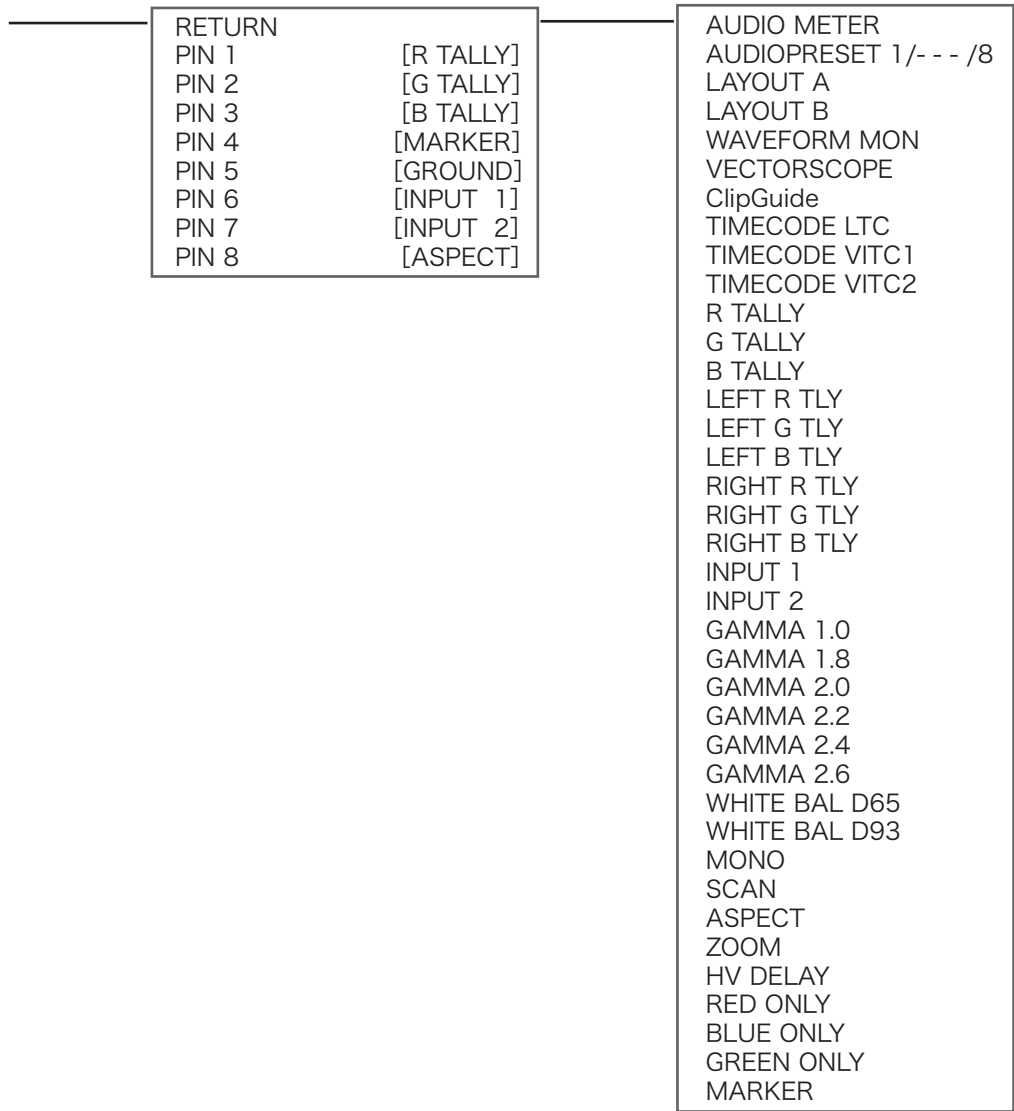 RETURN
PIN 1 [R TALLY]
PIN 2 [G TALLY]
PIN 3 [B TALLY]
PIN 4 [MARKER]
PIN 5 [GROUND]
PIN 6 [INPUT 1]
PIN 7 [INPUT 2]
PIN 8 [ASPECT]
AUDIO METER
AUDIOPRESET 1/- - - /8
LAYOUT A
LAYOUT B
WAVEFORM MON
VECTORSCOPE
ClipGuide
TIMECODE LTC
TIMECODE VITC1
TIMECODE VITC2
R TALLY
G TALLY
B TALLY
LEFT R TLY
LEFT G TLY
LEFT B TLY
RIGHT R TLY
RIGHT G TLY
RIGHT B TLY
INPUT 1
INPUT 2
GAMMA 1.0
GAMMA 1.8
GAMMA 2.0
GAMMA 2.2
GAMMA 2.4
GAMMA 2.6
WHITE BAL D65
WHITE BAL D93
MONO
SCAN
ASPECT
ZOOM
HV DELAY
RED ONLY
BLUE ONLY
GREEN ONLY
MARKER